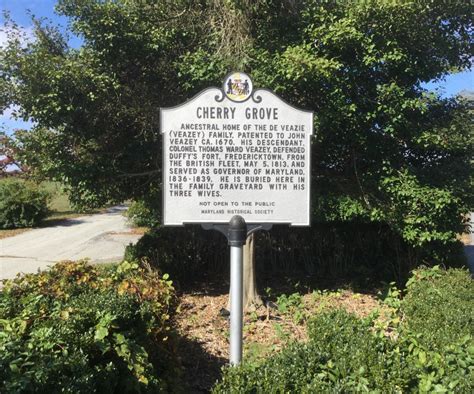 CHERRY GROVE
ANCESTRAL HOME OF THE DE VEAZIE
(VEAZEY) FAMILY, PATENTED TO JOHN
VEAZEY CA. 1670. HIS DESCENDANT,
COLONEL THOMAS WARD VEAZEY, DEFENDED
DUFFY'S FORT, FREDERICKTOWN, FROM
THE BRITISH FLEET, MAY 5, 1813, AND
SERVED AS GOVERNOR OF MARYLAND,
1836-1839. HE IS BURIED HERE IN
THE FAMILY GRAVEYARD WITH HIS
THREE WIVES.
NOT OPEN TO THE PUBLIC
MARYLAND HISTORICAL SOCIETY